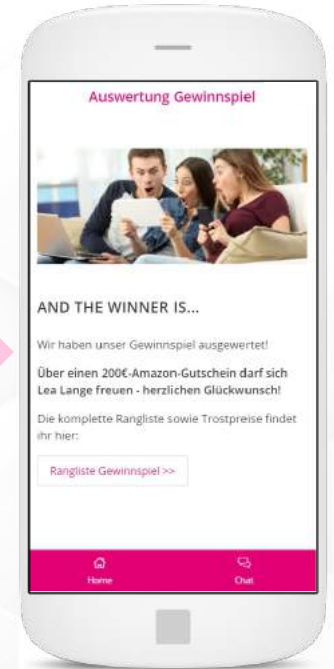 Auswertung Gewinnspiel
AND THE WINNER IS...
Wir haben unser Gewinnspiel ausgewertet!
Über einen 200€-Amazon-Gutschein darf sich
Lea Lange freuen - herzlichen Glückwunsch!
Die komplette Rangliste sowie Trostpreise findet
ihr hier:
Rangliste Gewinnspiel >>
Home
Chat